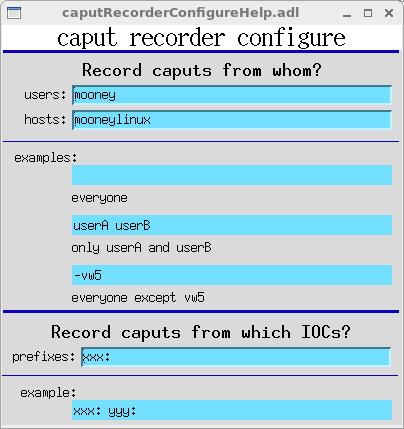 caputRecorderConfigureHelp.adl
caput recorder configure
Record caputs from whom?
users: mooney
hosts: mooneylinux
examples:
everyone
userA userB
only userA and userB
-vw5
everyone except vw5
Record caputs from which IOCs?
prefixes: xxx:
example:
xxx: yyy: